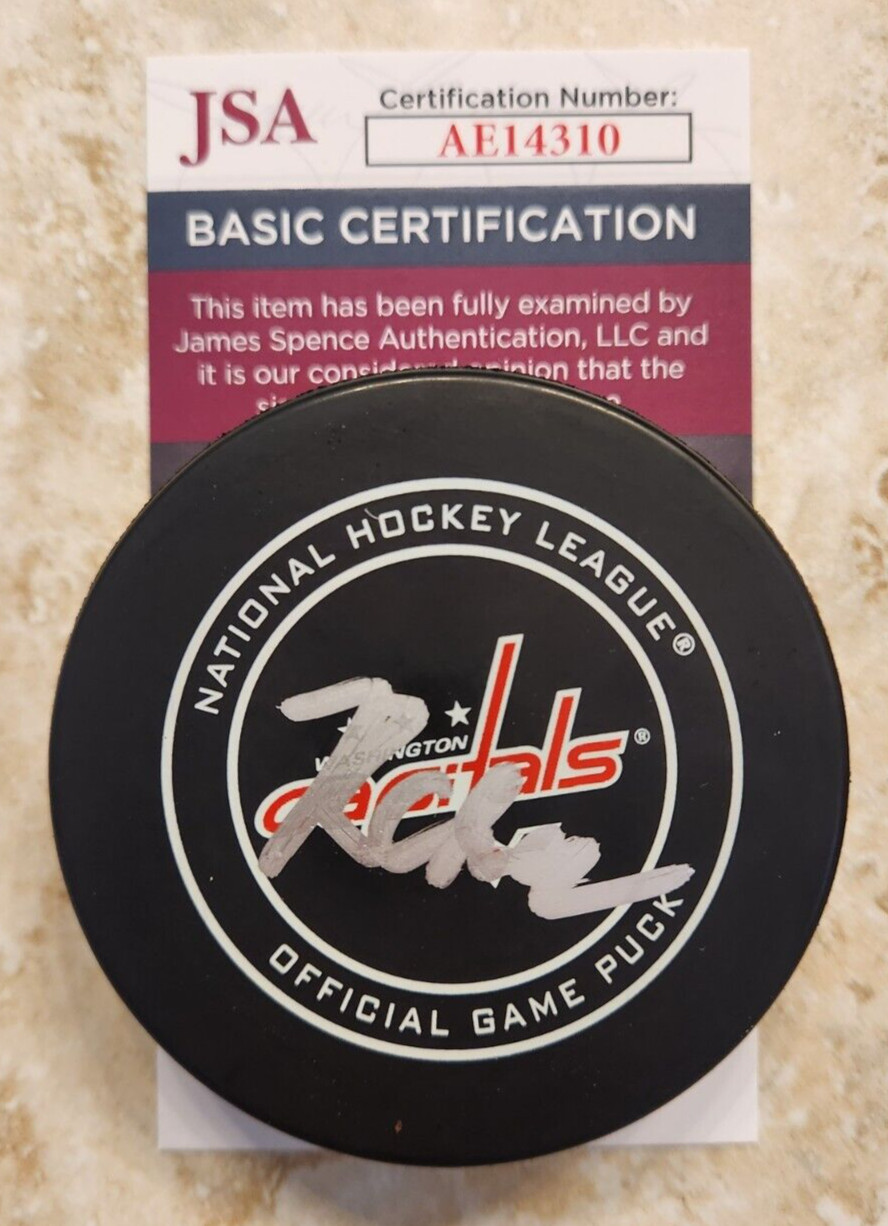 JSA
Certification Number:
AE14310
BASIC CERTIFICATION
This item has been fully examined by
James Spence Authentication, LLC and
it is our considered opinion that the
NATIONAL HOCKEY LEAGUE®
WASHINGTON
capitals®
OFFICIAL GAME PUCK